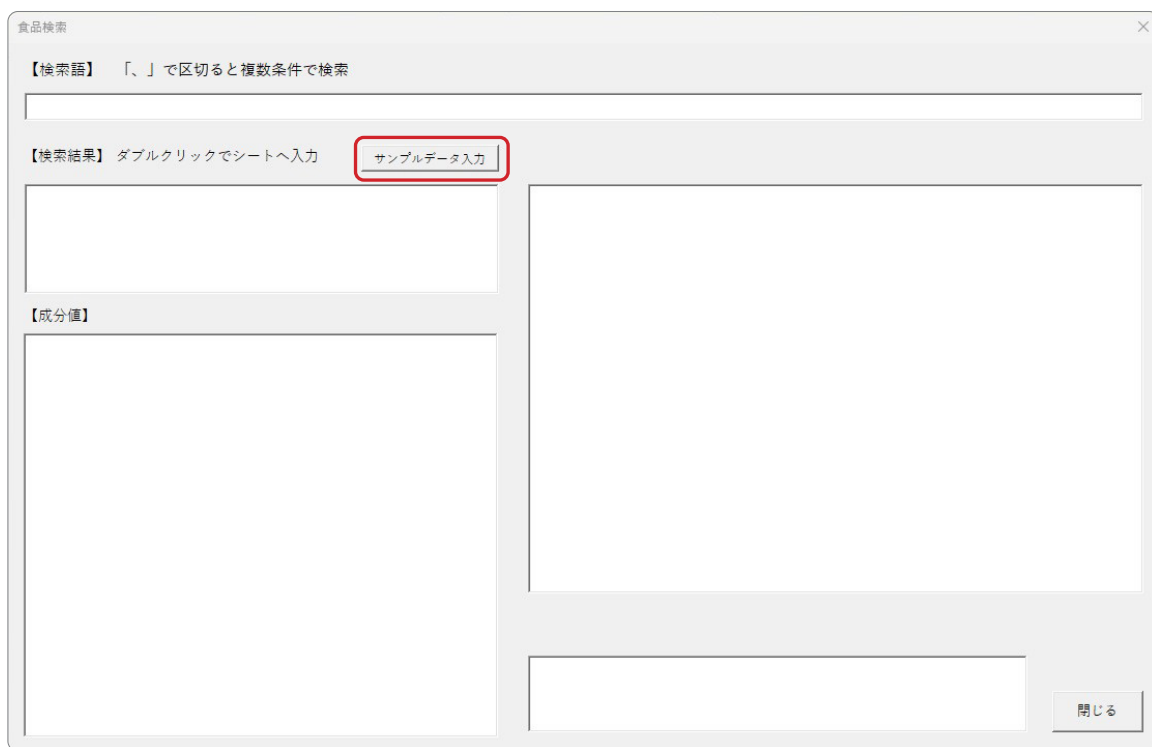 食品検索
【検索語】 「、」で区切ると複数条件で検索
【検索結果】 ダブルクリックでシートへ入力
サンプルデータ入力
【成分値】
閉じる